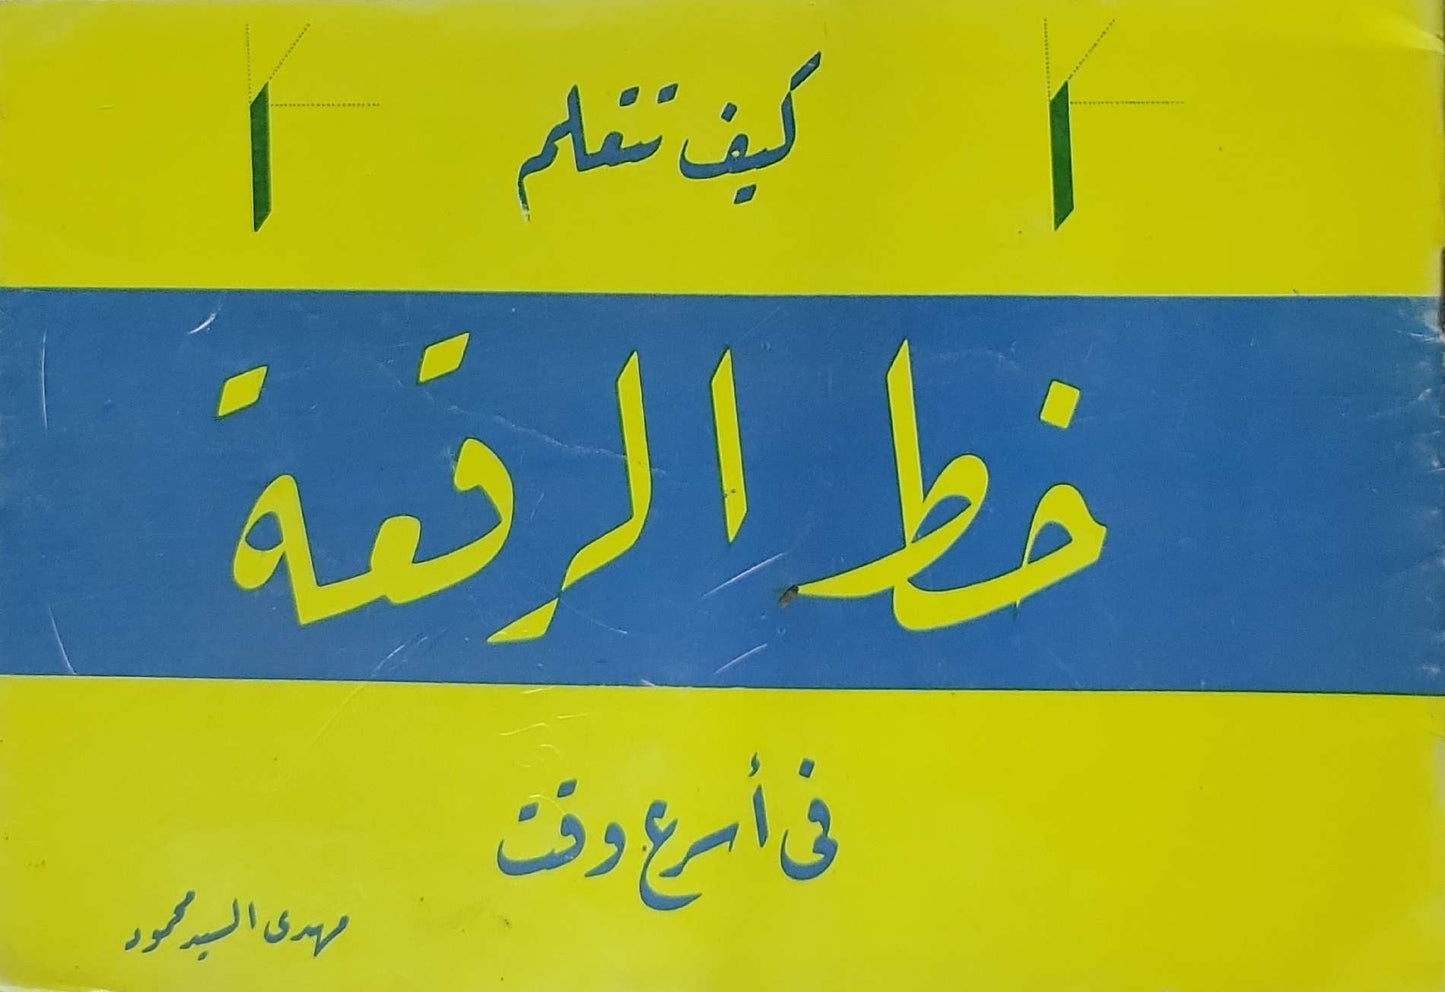 كيف تتعلم
خط الرقعة
فى أسرع وقت
مهدى السيد محمود